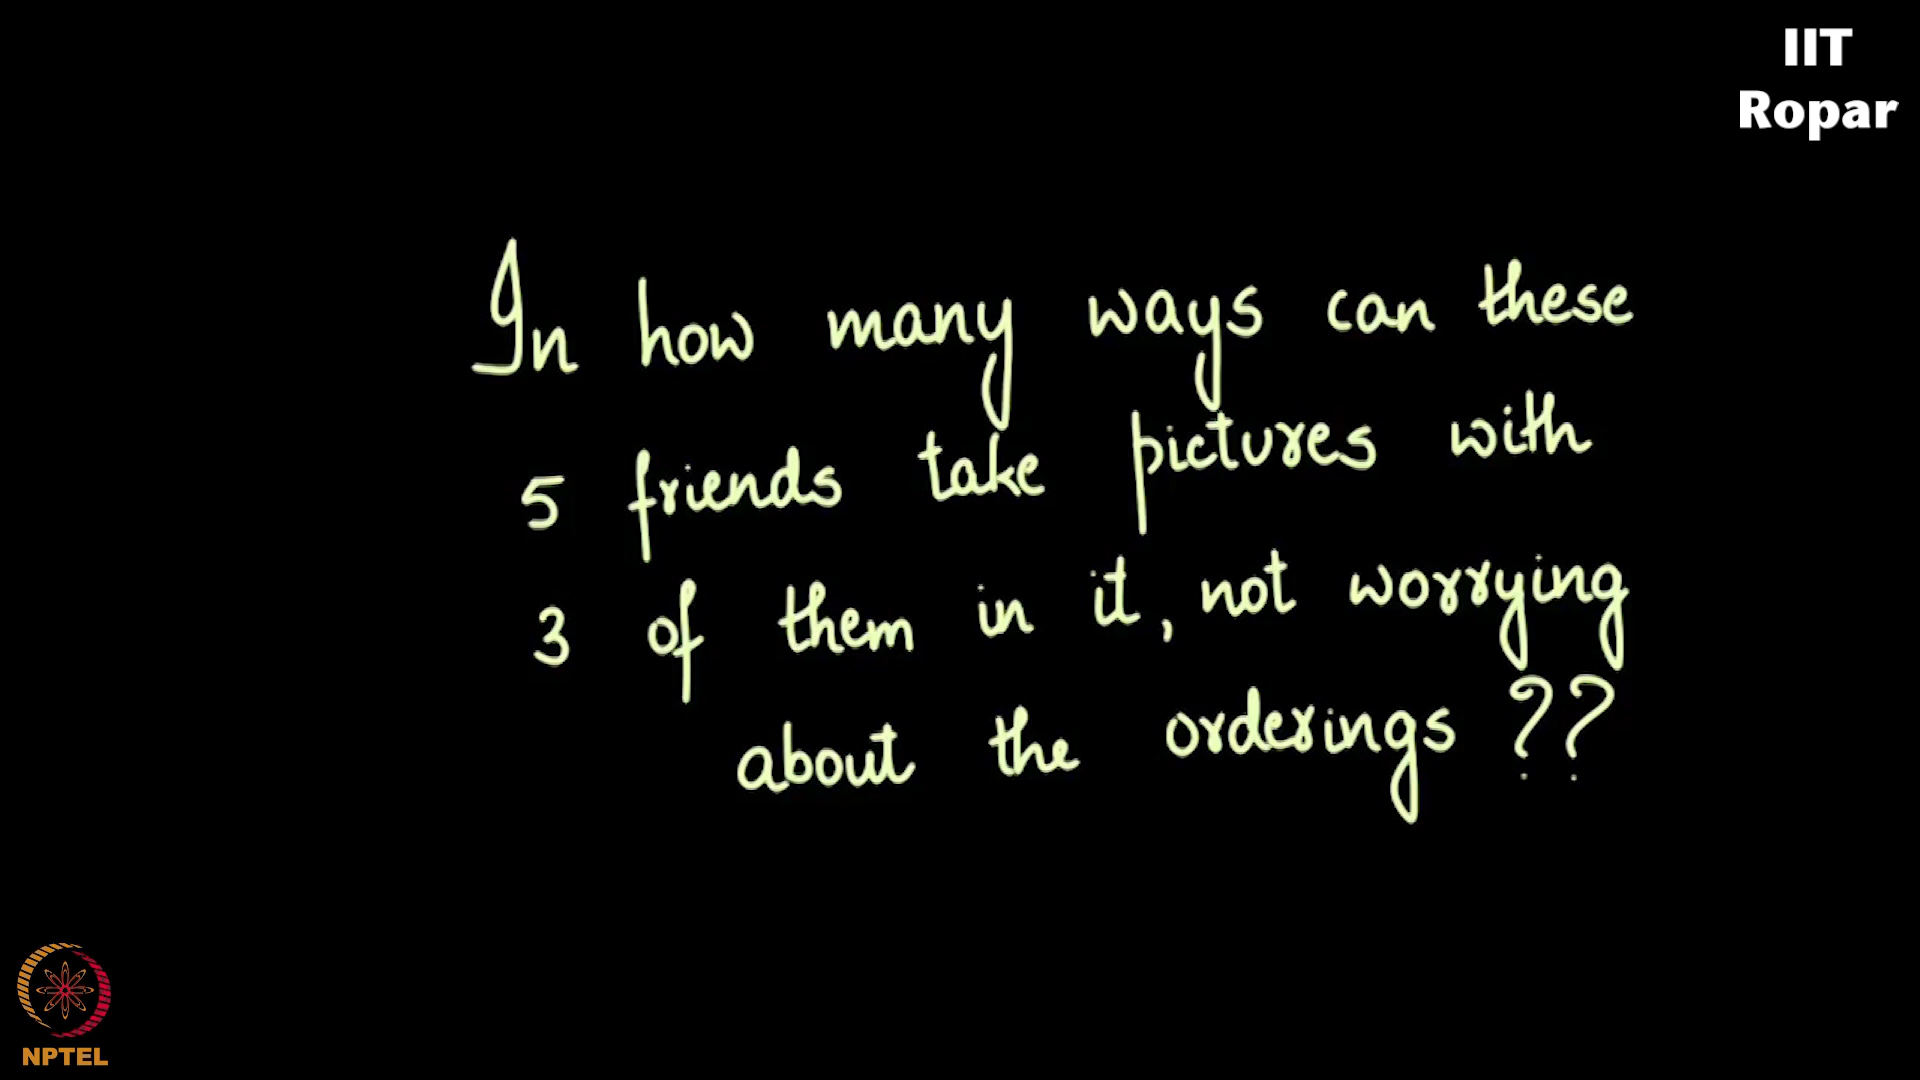 IIT
Ropar
In how many ways can these
5 friends take pictures with
3 of them in it, not worrying
about the orderings ??
NPTEL